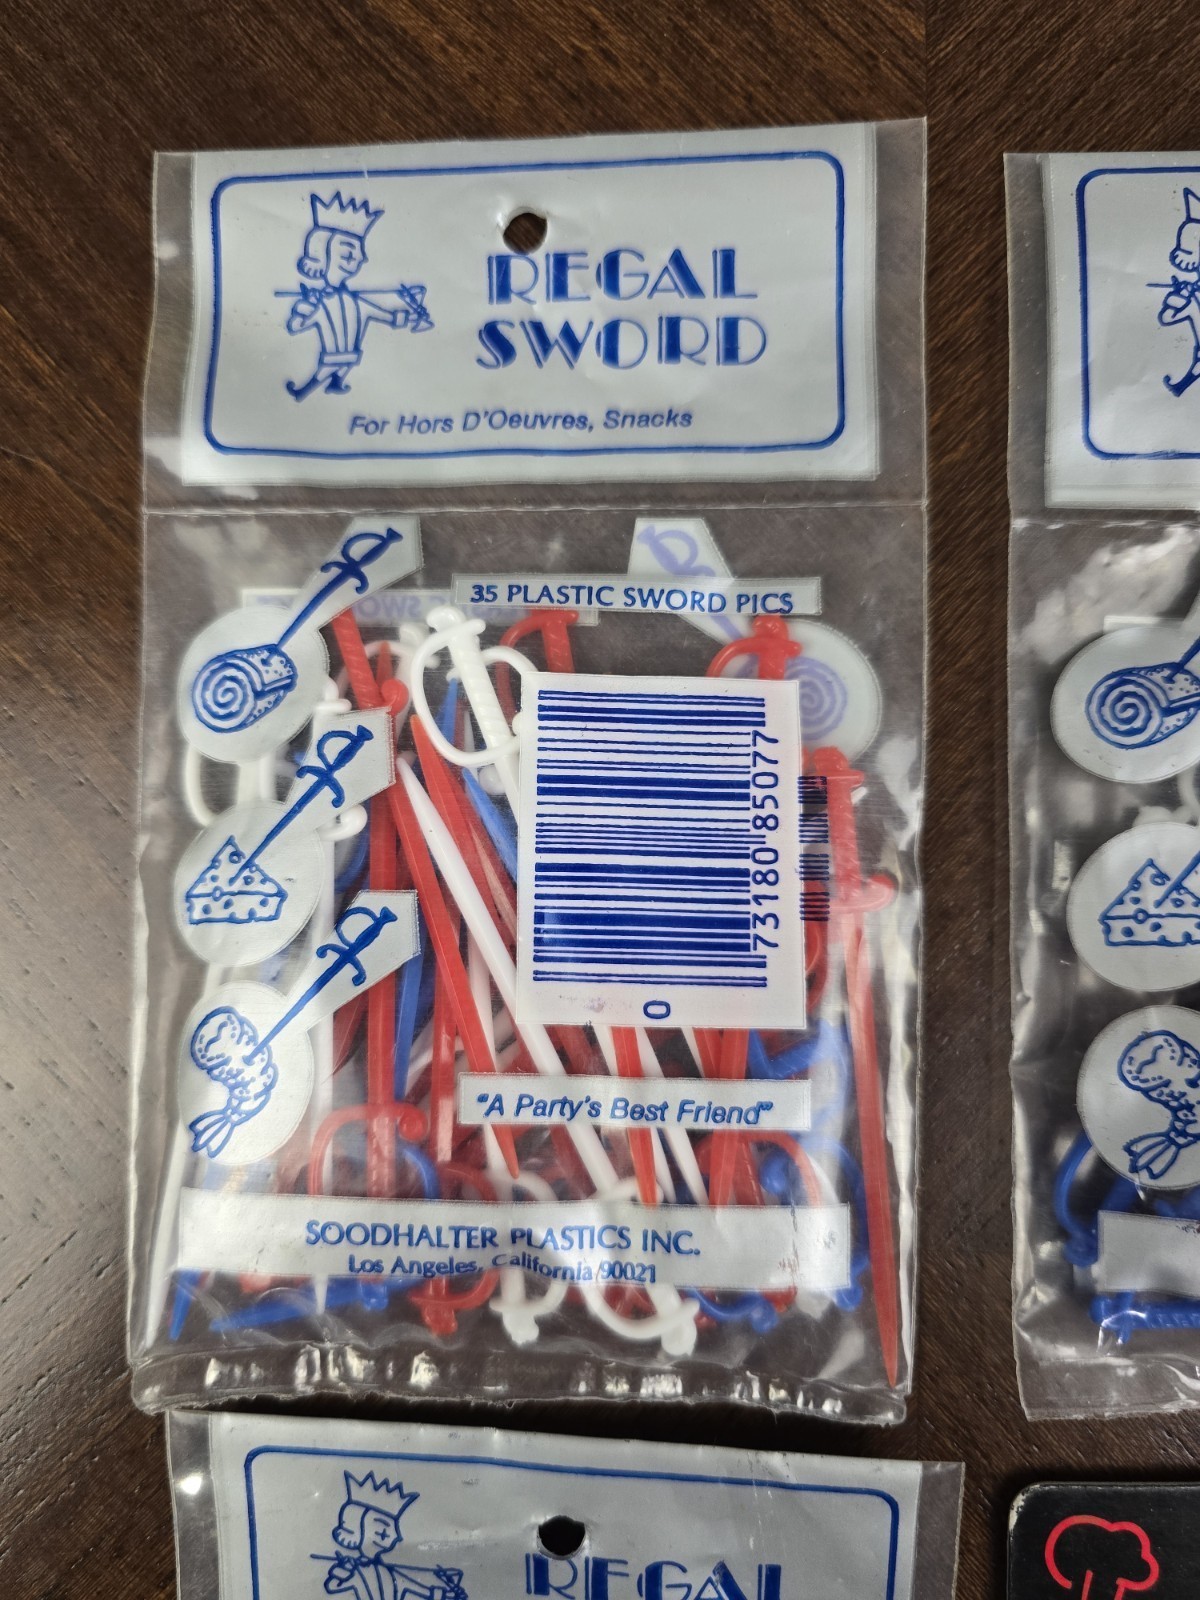 REGAL
SWORD
For Hors D'Oeuvres, Snacks
35 PLASTIC SWORD PICS
73180 85077
0
"A Party's Best Friend"
SOODHALTER PLASTICS INC.
Los Angeles, California 90021
REGAL